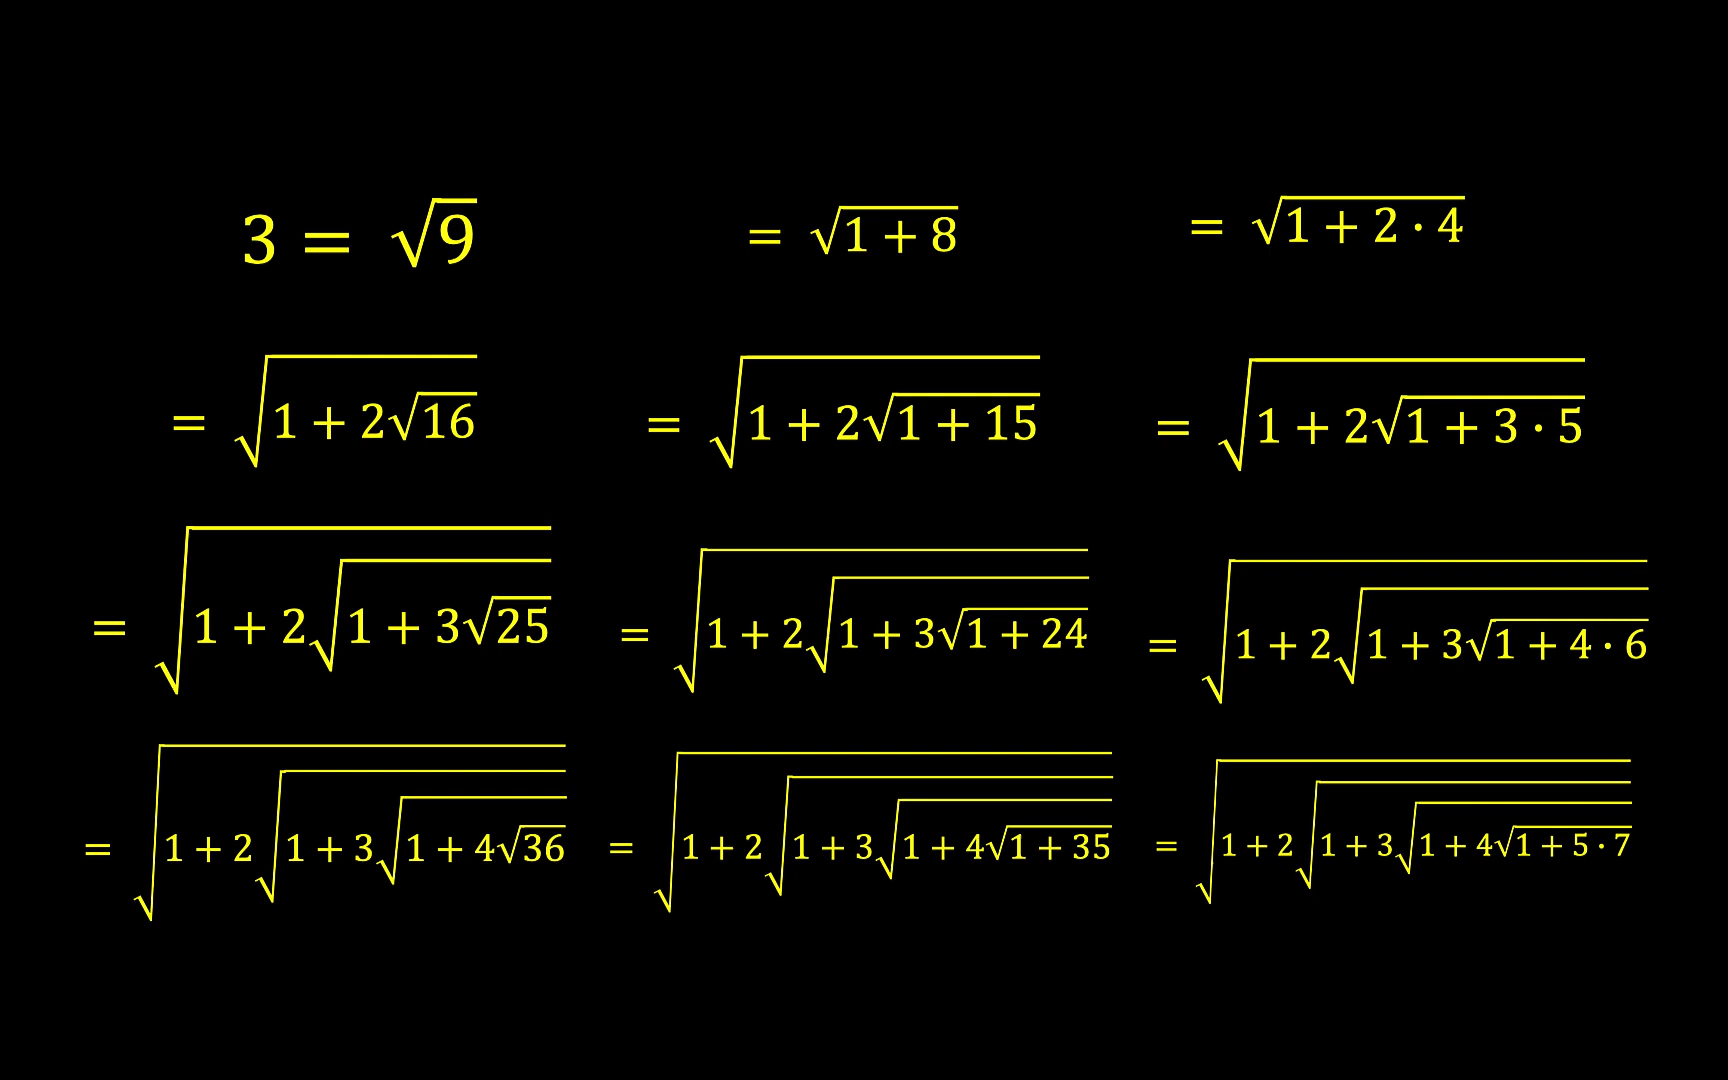 3 = √9 = √(1 + 8) = √(1 + 2 · 4)
= √(1 + 2√16) = √(1 + 2√(1 + 15)) = √(1 + 2√(1 + 3 · 5))
= √(1 + 2√(1 + 3√25)) = √(1 + 2√(1 + 3√(1 + 24))) = √(1 + 2√(1 + 3√(1 + 4 · 6)))
= √(1 + 2√(1 + 3√(1 + 4√36))) = √(1 + 2√(1 + 3√(1 + 4√(1 + 35)))) = √(1 + 2√(1 + 3√(1 + 4√(1 + 5 · 7))))